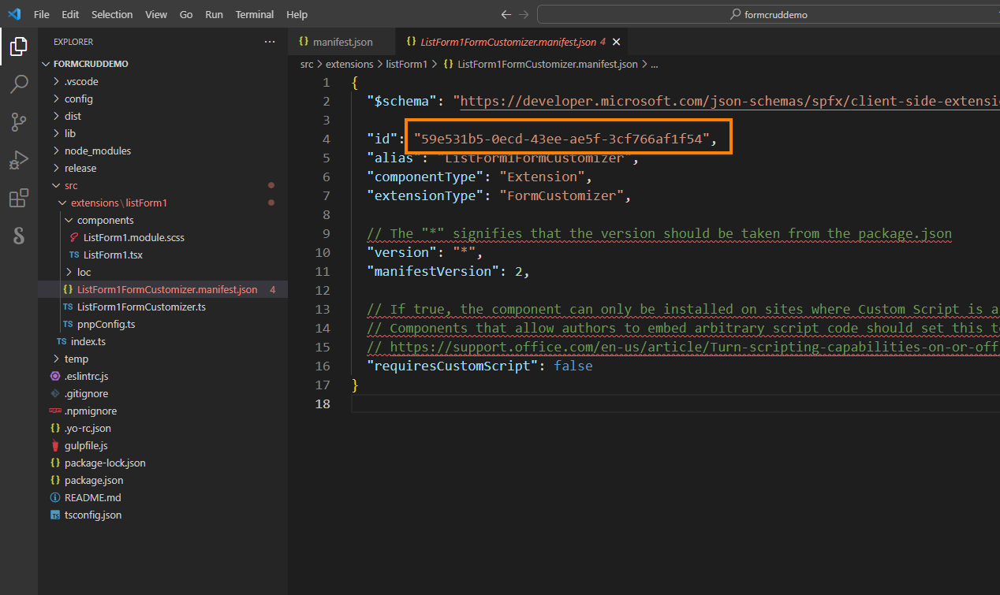 File Edit Selection View Go Run Terminal Help
formcruddemo
EXPLORER
FORMCRUDDEMO
.vscode
config
dist
lib
node_modules
release
src
extensions\listForm1
components
ListForm1.module.scss
TS ListForm1.tsx
loc
{} ListForm1FormCustomizer.manifest.json 4
TS ListForm1FormCustomizer.ts
TS pnpConfig.ts
TS index.ts
temp
.eslintrc.js
.gitignore
.npmignore
{} .yo-rc.json
gulpfile.js
{} package-lock.json
{} package.json
README.md
TS tsconfig.json
{} manifest.json
{} ListForm1FormCustomizer.manifest.json 4
src > extensions > listForm1 > {} ListForm1FormCustomizer.manifest.json > ...
1 {
2 "$schema": "https://developer.microsoft.com/json-schemas/spfx/client-side-extensi
3
4 "id": "59e531b5-0ecd-43ee-ae5f-3cf766af1f54",
5 "alias": "ListForm1FormCustomizer",
6 "componentType": "Extension",
7 "extensionType": "FormCustomizer",
8
9 // The "*" signifies that the version should be taken from the package.json
10 "version": "*",
11 "manifestVersion": 2,
12
13 // If true, the component can only be installed on sites where Custom Script is a
14 // Components that allow authors to embed arbitrary script code should set this t
15 // https://support.office.com/en-us/article/Turn-scripting-capabilities-on-or-off
16 "requiresCustomScript": false
17 }
18